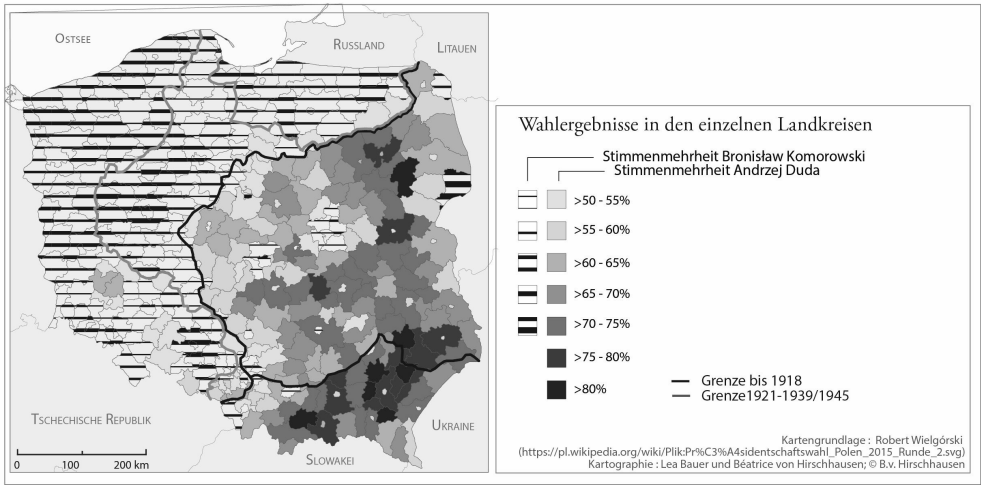 OSTSEE
RUSSLAND
LITAUEN
TSCHECHISCHE REPUBLIK
UKRAINE
SLOWAKEI
0 100 200 km
Wahlergebnisse in den einzelnen Landkreisen
Stimmenmehrheit Bronisław Komorowski
Stimmenmehrheit Andrzej Duda
>50 - 55%
>55 - 60%
>60 - 65%
>65 - 70%
>70 - 75%
>75 - 80%
>80%
Grenze bis 1918
Grenze1921-1939/1945
Kartengrundlage : Robert Wielgórski
(https://pl.wikipedia.org/wiki/Plik:Pr%C3%A4sidentschaftswahl_Polen_2015_Runde_2.svg)
Kartographie : Lea Bauer und Béatrice von Hirschhausen; © B.v. Hirschhausen